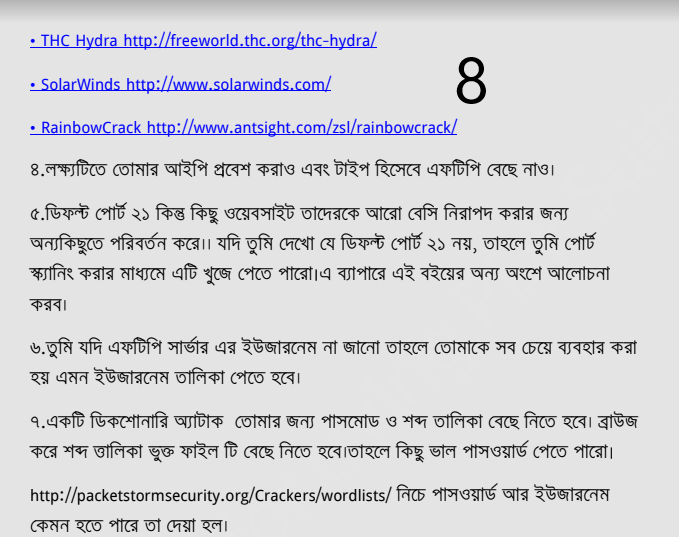 • THC Hydra http://freeworld.thc.org/thc-hydra/
• SolarWinds http://www.solarwinds.com/
8
• RainbowCrack http://www.antsight.com/zsl/rainbowcrack/
৪.লক্ষ্যটিতে তোমার আইপি প্রবেশ করাও এবং টাইপ হিসেবে এফটিপি বেছে নাও।
৫.ডিফল্ট পোর্ট ২১ কিন্তু কিছু ওয়েবসাইট তাদেরকে আরো বেসি নিরাপদ করার জন্য
অন্যকিছুতে পরিবর্তন করে।। যদি তুমি দেখো যে ডিফল্ট পোর্ট ২১ নয়, তাহলে তুমি পোর্ট
স্ক্যানিং করার মাধ্যমে এটি খুজে পেতে পারো|এ ব্যাপারে এই বইয়ের অন্য অংশে আলোচনা
করব।
৬.তুমি যদি এফটিপি সার্ভার এর ইউজারনেম না জানো তাহলে তোমাকে সব চেয়ে ব্যবহার করা
হয় এমন ইউজারনেম তালিকা পেতে হবে।
৭.একটি ডিকশোনারি অ্যাটাক তোমার জন্য পাসমোড ও শব্দ তালিকা বেছে নিতে হবে। ব্রাউজ
করে শব্দ ত্তালিকা ভুক্ত ফাইল টি বেছে নিতে হবে।তাহলে কিছু ভাল পাসওয়ার্ড পেতে পারো|
http://packetstormsecurity.org/Crackers/wordlists/ নিচে পাসওয়ার্ড আর ইউজারনেম
কেমন হতে পারে তা দেয়া হল।